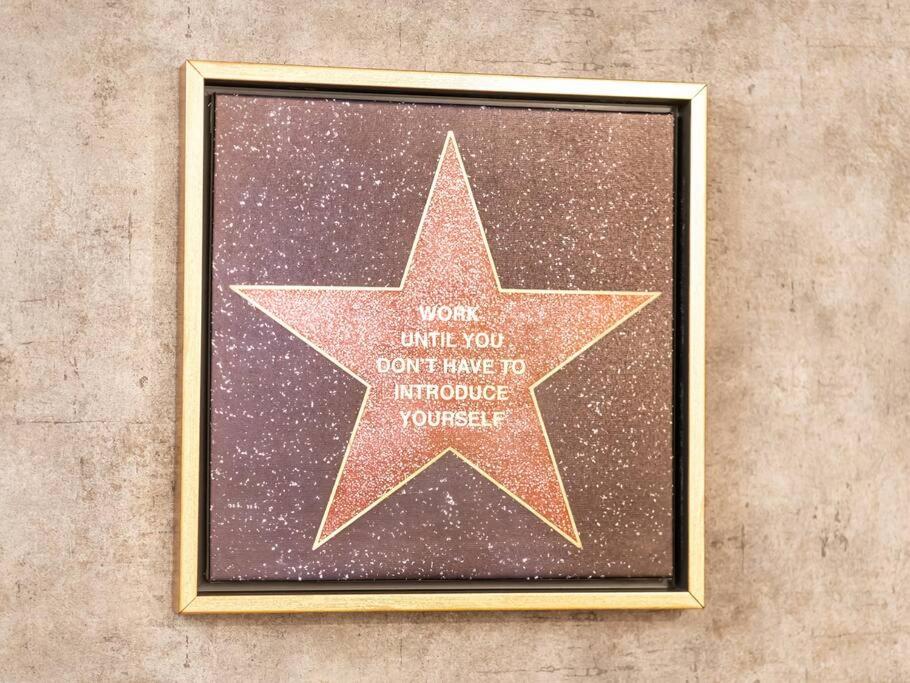 WORK
UNTIL YOU
DON'T HAVE TO
INTRODUCE
YOURSELF